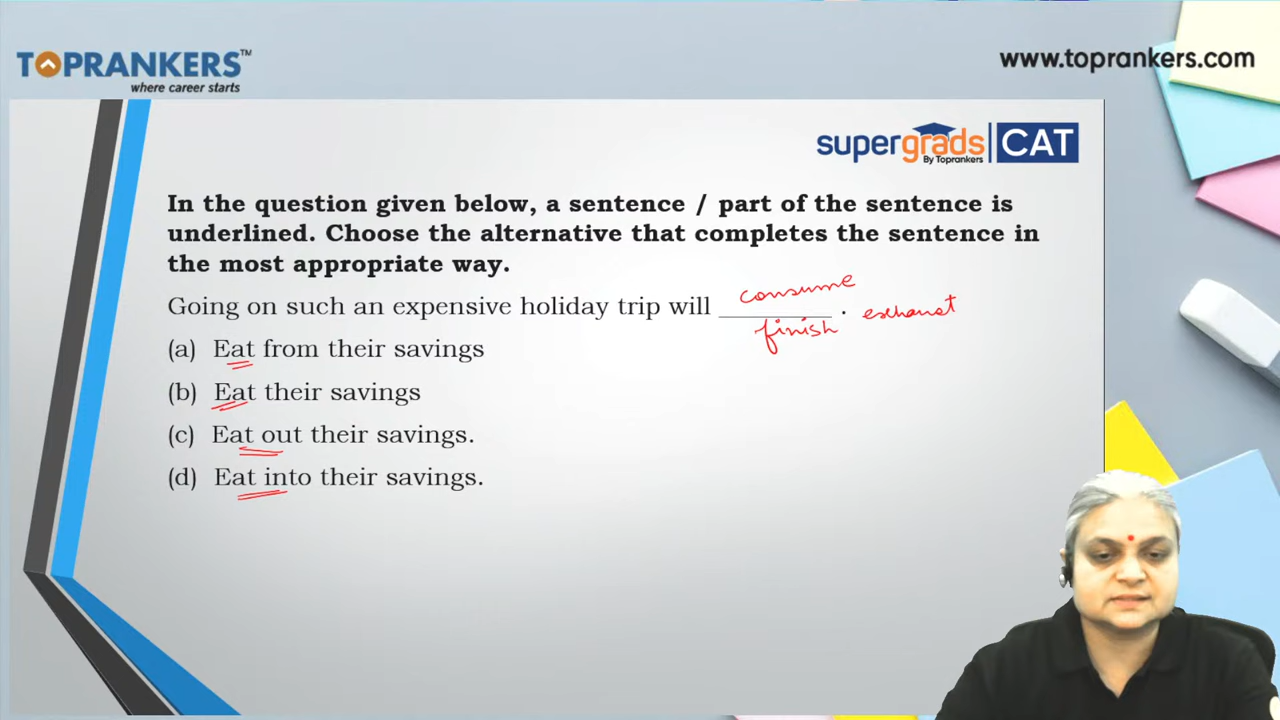 TOPRANKERS™
where career starts
www.toprankers.com
supergrads | CAT
By Toprankers
In the question given below, a sentence / part of the sentence is
underlined. Choose the alternative that completes the sentence in
the most appropriate way.
consume
Going on such an expensive holiday trip will ________ . exhaust
finish
(a) Eat from their savings
(b) Eat their savings
(c) Eat out their savings.
(d) Eat into their savings.